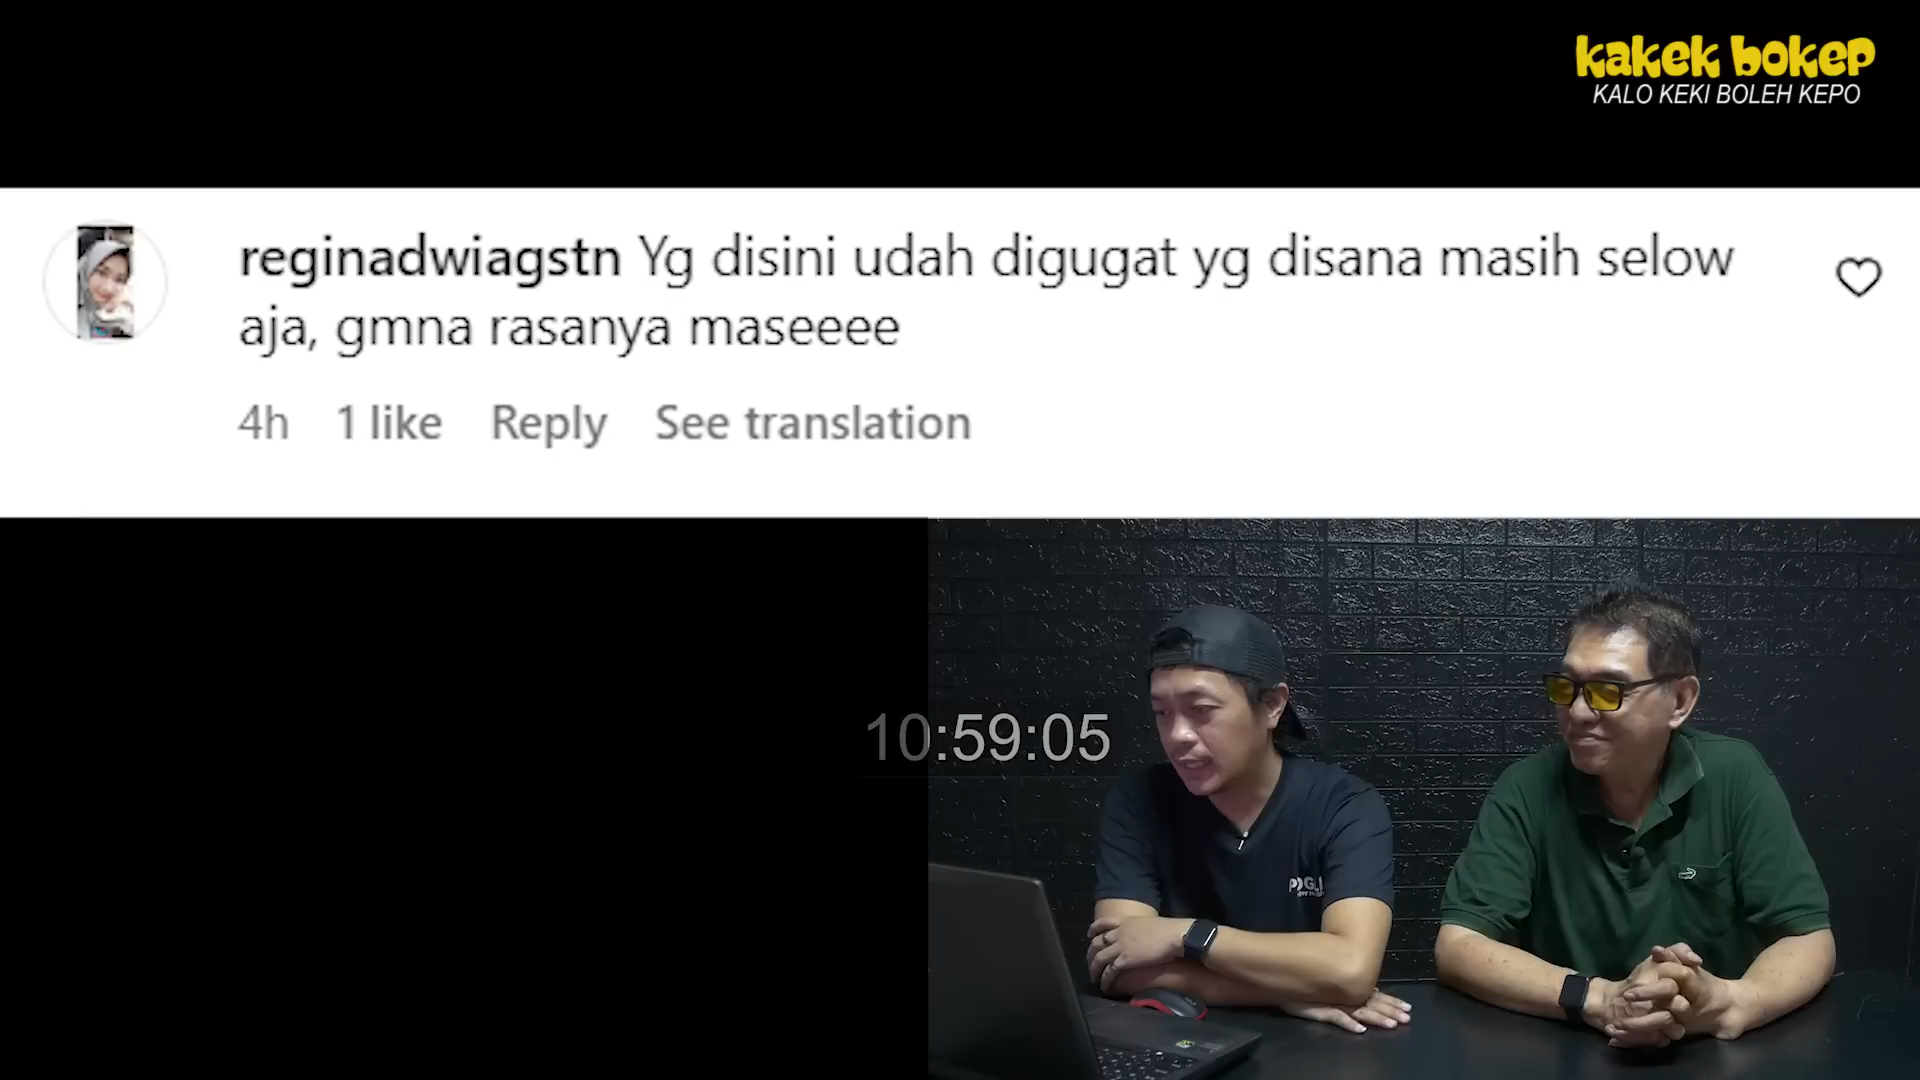 kakek bokep
KALO KEKI BOLEH KEPO
reginadwiagstn Yg disini udah digugat yg disana masih selow
aja, gmna rasanya maseeee
4h 1 like Reply See translation
10:59:05